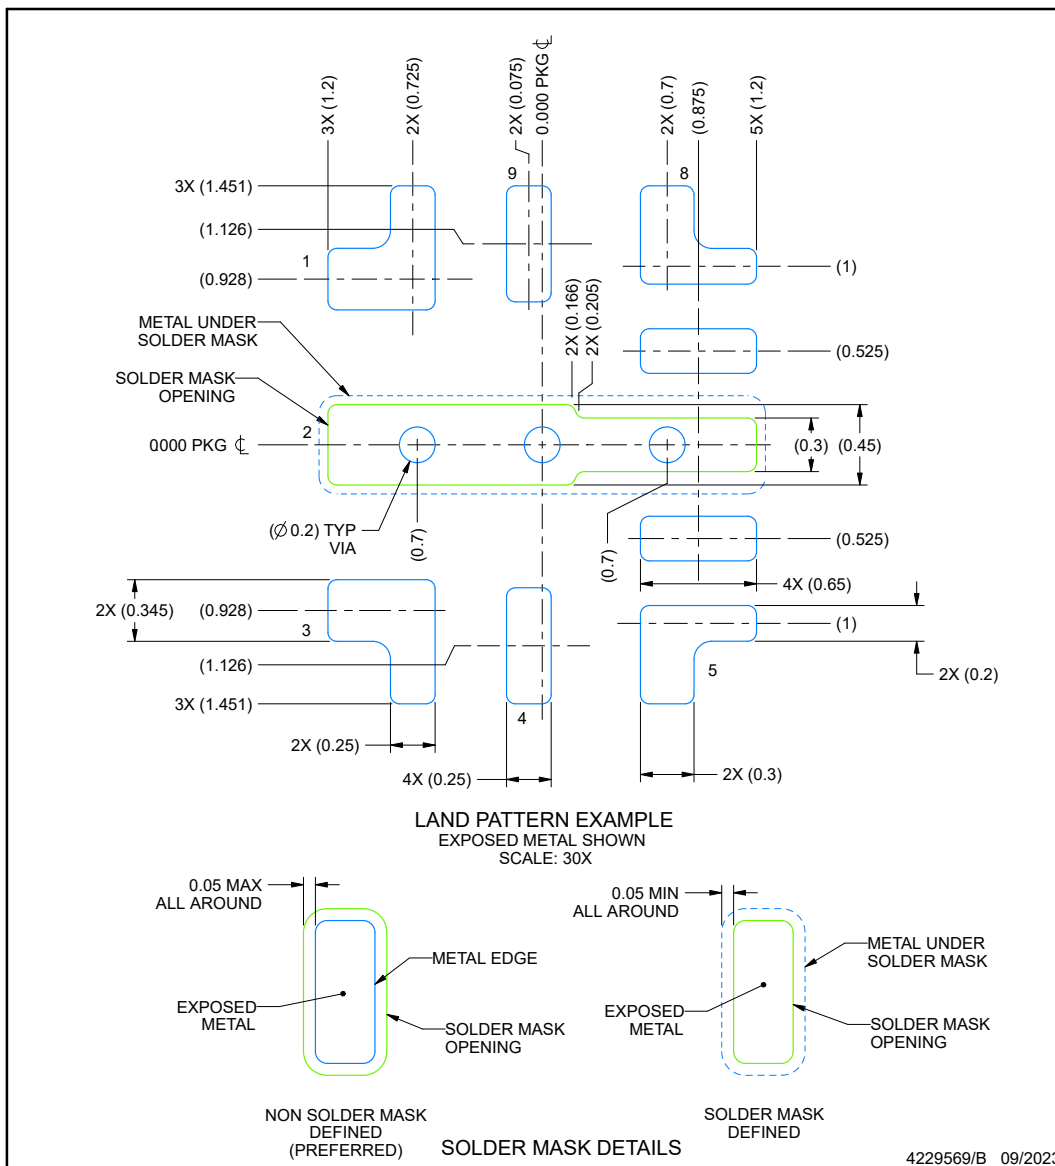 3X (1.2)
2X (0.725)
2X (0.075)
0.000 PKG ℄
2X (0.7)
(0.875)
5X (1.2)
3X (1.451)
9
8
(1.126)
1
(1)
(0.928)
2X (0.166)
2X (0.205)
METAL UNDER
SOLDER MASK
(0.525)
SOLDER MASK
OPENING
2
0000 PKG ℄
(0.3)
(0.45)
(Ø 0.2) TYP
VIA
(0.7)
(0.7)
(0.525)
4X (0.65)
2X (0.345)
(0.928)
3
(1)
(1.126)
5
2X (0.2)
3X (1.451)
4
2X (0.25)
4X (0.25)
2X (0.3)
LAND PATTERN EXAMPLE
EXPOSED METAL SHOWN
SCALE: 30X
0.05 MAX
ALL AROUND
METAL EDGE
EXPOSED
METAL
SOLDER MASK
OPENING
NON SOLDER MASK
DEFINED
(PREFERRED)
0.05 MIN
ALL AROUND
METAL UNDER
SOLDER MASK
EXPOSED
METAL
SOLDER MASK
OPENING
SOLDER MASK
DEFINED
SOLDER MASK DETAILS
4229569/B 09/2023